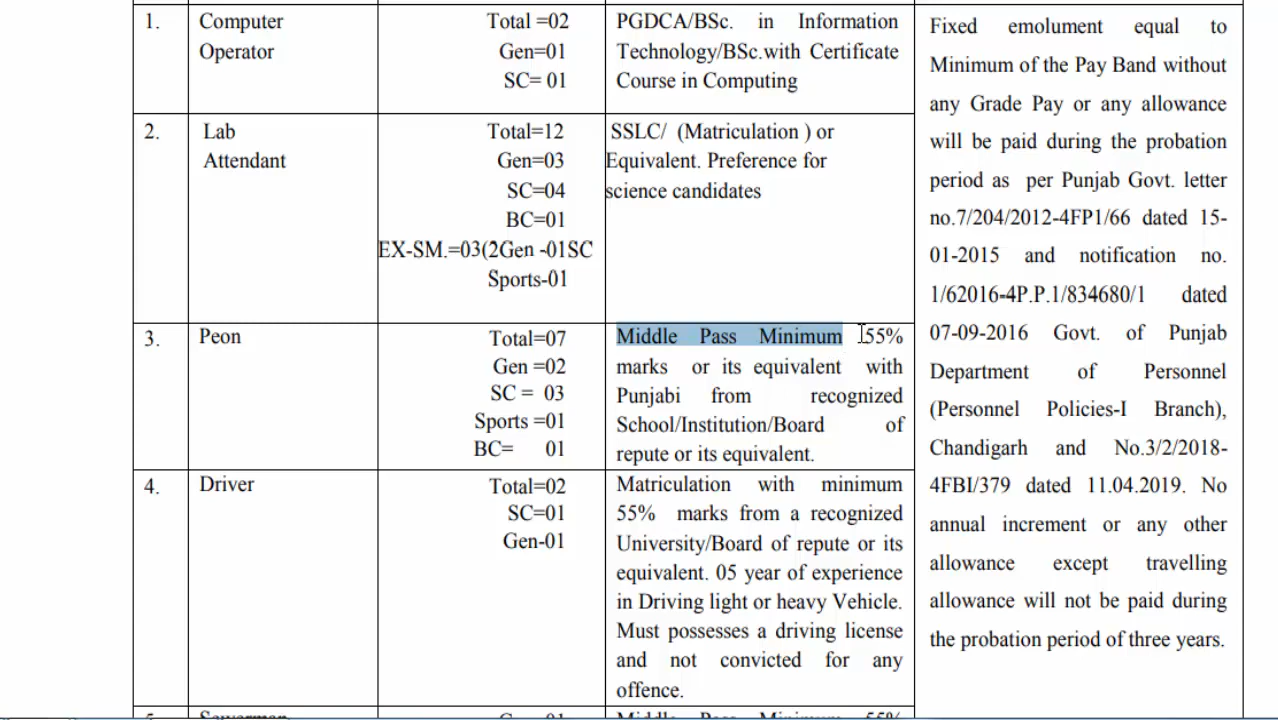 1.
Computer
Operator
Total =02
Gen=01
SC= 01
PGDCA/BSc. in Information
Technology/BSc.with Certificate
Course in Computing
Fixed emolument equal to
Minimum of the Pay Band without
any Grade Pay or any allowance
will be paid during the probation
period as per Punjab Govt. letter
no.7/204/2012-4FP1/66 dated 15-
01-2015 and notification no.
1/62016-4P.P.1/834680/1 dated
07-09-2016 Govt. of Punjab
Department of Personnel
(Personnel Policies-I Branch),
Chandigarh and No.3/2/2018-
4FBI/379 dated 11.04.2019. No
annual increment or any other
allowance except travelling
allowance will not be paid during
the probation period of three years.
2.
Lab
Attendant
Total=12
Gen=03
SC=04
BC=01
EX-SM.=03(2Gen -01SC
Sports-01
SSLC/ (Matriculation ) or
Equivalent. Preference for
science candidates
3.
Peon
Total=07
Gen =02
SC = 03
Sports =01
BC= 01
Middle Pass Minimum 55%
marks or its equivalent with
Punjabi from recognized
School/Institution/Board of
repute or its equivalent.
4.
Driver
Total=02
SC=01
Gen-01
Matriculation with minimum
55% marks from a recognized
University/Board of repute or its
equivalent. 05 year of experience
in Driving light or heavy Vehicle.
Must possesses a driving license
and not convicted for any
offence.
Middle Pass Minimum 55%